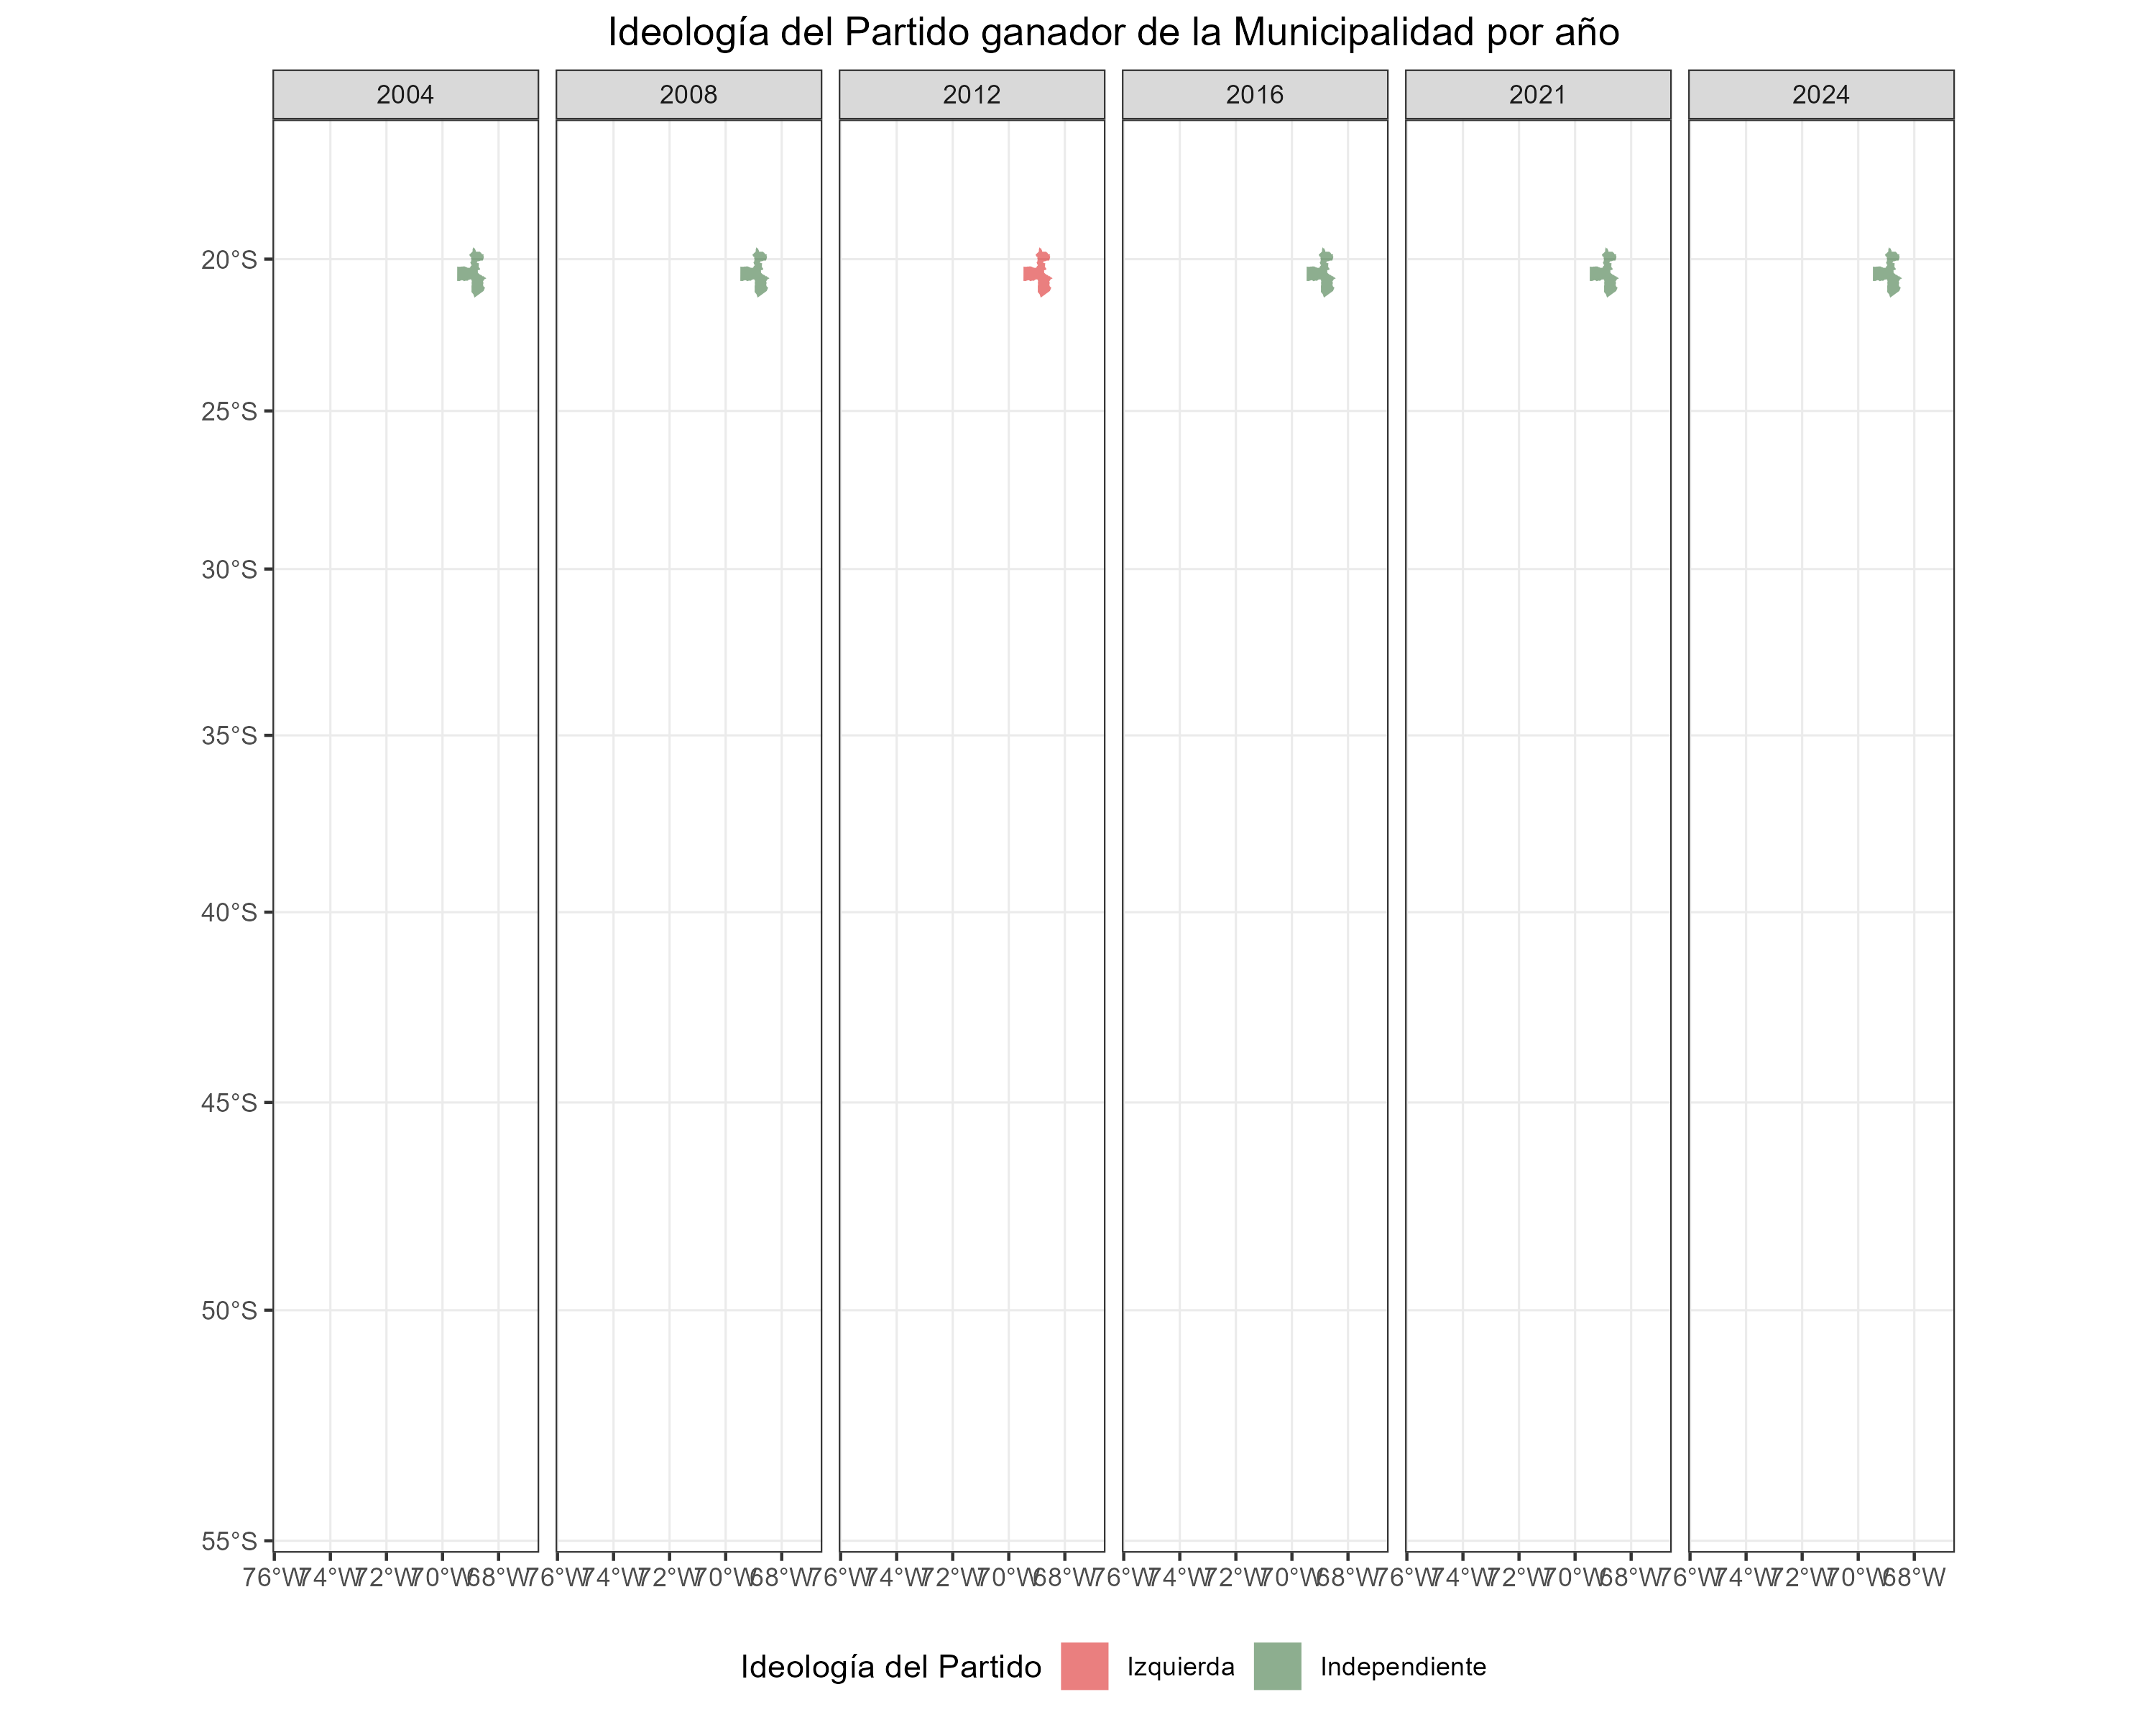 Ideología del Partido ganador de la Municipalidad por año
2004 2008 2012 2016 2021 2024
20°S
25°S
30°S
35°S
40°S
45°S
50°S
55°S
76°W 74°W 72°W 70°W 68°W 76°W 74°W 72°W 70°W 68°W 76°W 74°W 72°W 70°W 68°W 76°W 74°W 72°W 70°W 68°W 76°W 74°W 72°W 70°W 68°W 76°W 74°W 72°W 70°W 68°W
Ideología del Partido Izquierda Independiente